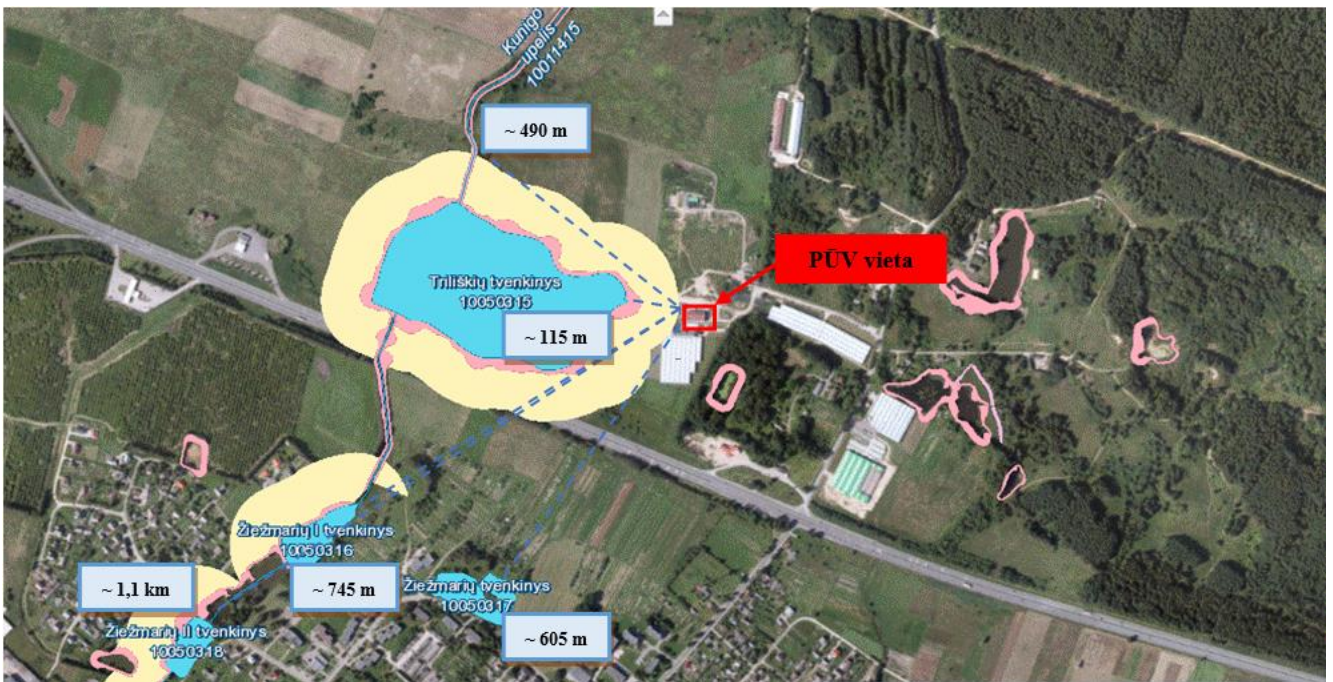 Kunigo
upelis
10011415
~ 490 m
PŪV vieta
Triliškių tvenkinys
10050315
~ 115 m
Žiežmarių I tvenkinys
10050316
~ 1,1 km
~ 745 m
Žiežmarių tvenkinys
10050317
Žiežmarių II tvenkinys
10050318
~ 605 m